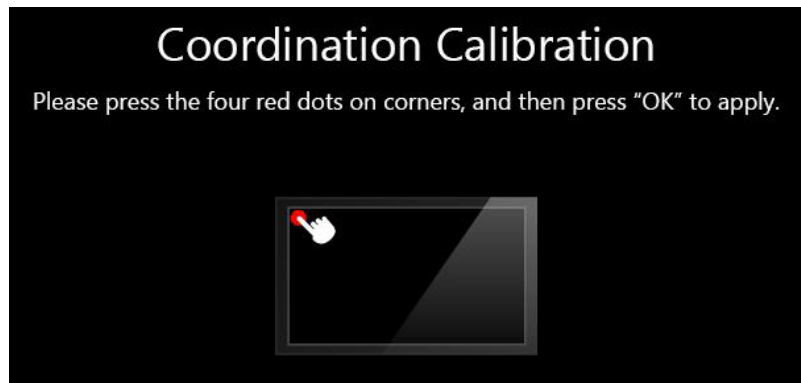 Coordination Calibration
Please press the four red dots on corners, and then press “OK” to apply.